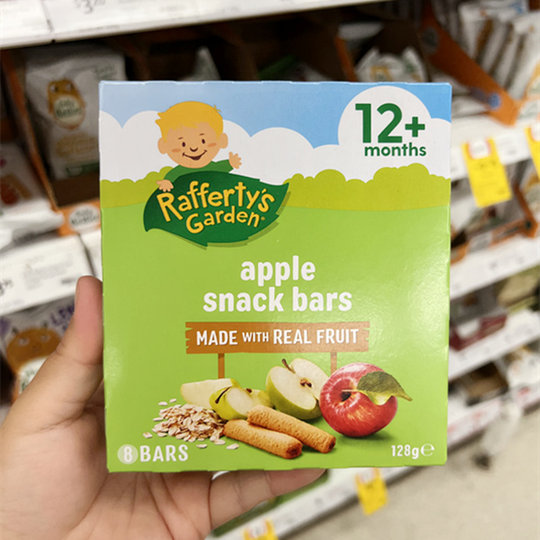 12+
months
Rafferty's
Garden
apple
snack bars
MADE WITH REAL FRUIT
8 BARS
128g℮